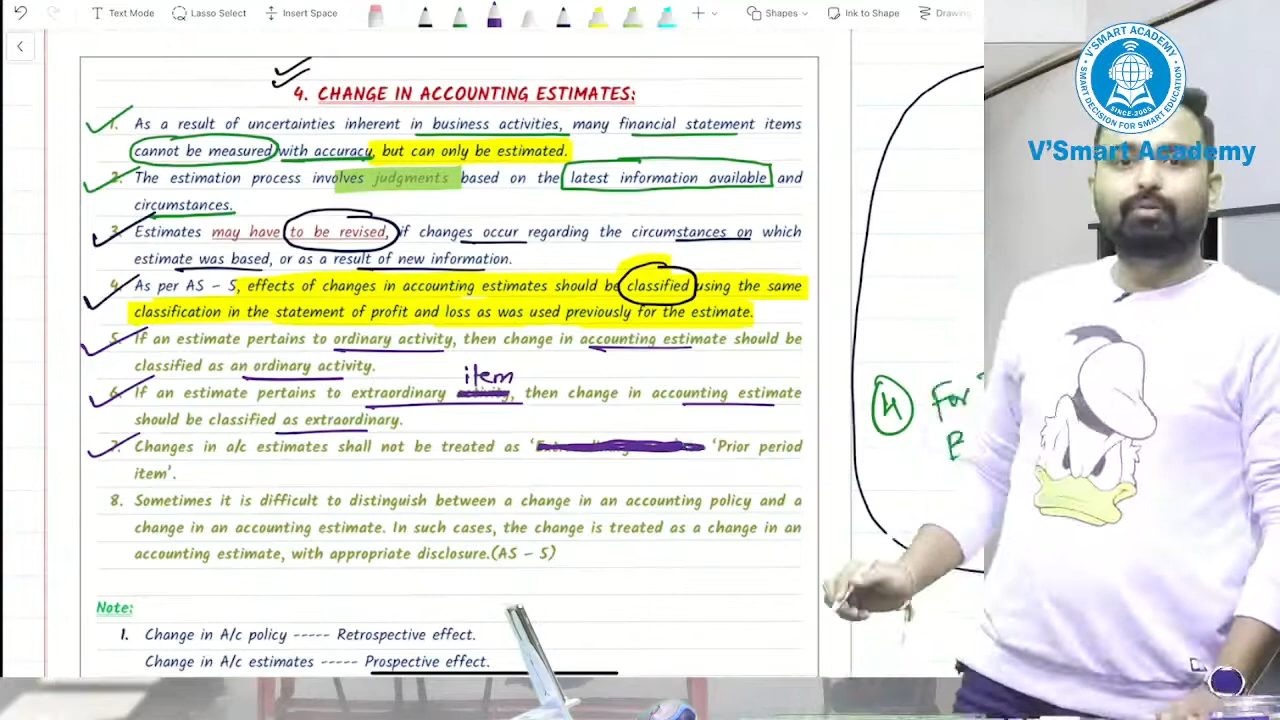 Text Mode Lasso Select Insert Space Shapes Ink to Shape Drawing
V'SMART ACADEMY
SMART DECISION FOR SMART EDUCATION
SINCE-2005
V'Smart Academy
4. CHANGE IN ACCOUNTING ESTIMATES:
1. As a result of uncertainties inherent in business activities, many financial statement items
cannot be measured with accuracy, but can only be estimated.
2. The estimation process involves judgments based on the latest information available and
circumstances.
3. Estimates may have to be revised, if changes occur regarding the circumstances on which
estimate was based, or as a result of new information.
4. As per AS – 5, effects of changes in accounting estimates should be classified using the same
classification in the statement of profit and loss as was used previously for the estimate.
5. If an estimate pertains to ordinary activity, then change in accounting estimate should be
classified as an ordinary activity.
item
6. If an estimate pertains to extraordinary activity, then change in accounting estimate
should be classified as extraordinary.
7. Changes in a/c estimates shall not be treated as ' 'Prior period
item'.
8. Sometimes it is difficult to distinguish between a change in an accounting policy and a
change in an accounting estimate. In such cases, the change is treated as a change in an
accounting estimate, with appropriate disclosure.(AS – 5)
Note:
1. Change in A/c policy ----- Retrospective effect.
Change in A/c estimates ----- Prospective effect.
4 For